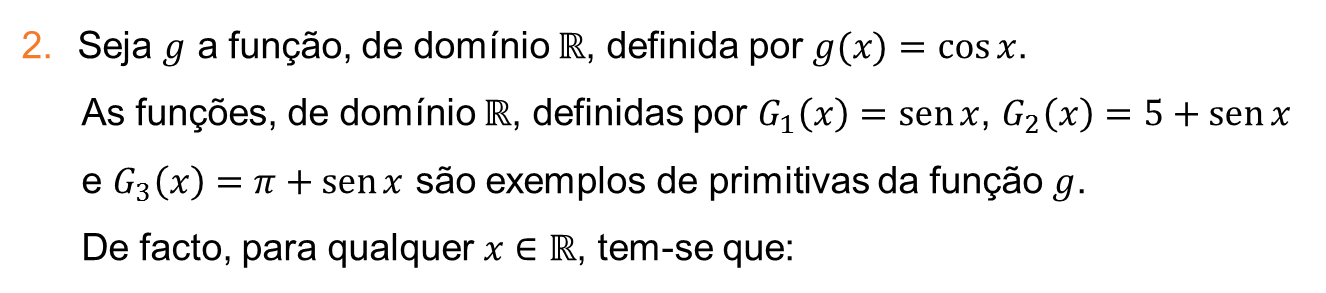 2. Seja g a função, de domínio ℝ, definida por g(x) = cos x.
As funções, de domínio ℝ, definidas por G₁(x) = sen x, G₂(x) = 5 + sen x
e G₃(x) = π + sen x são exemplos de primitivas da função g.
De facto, para qualquer x ∈ ℝ, tem-se que: